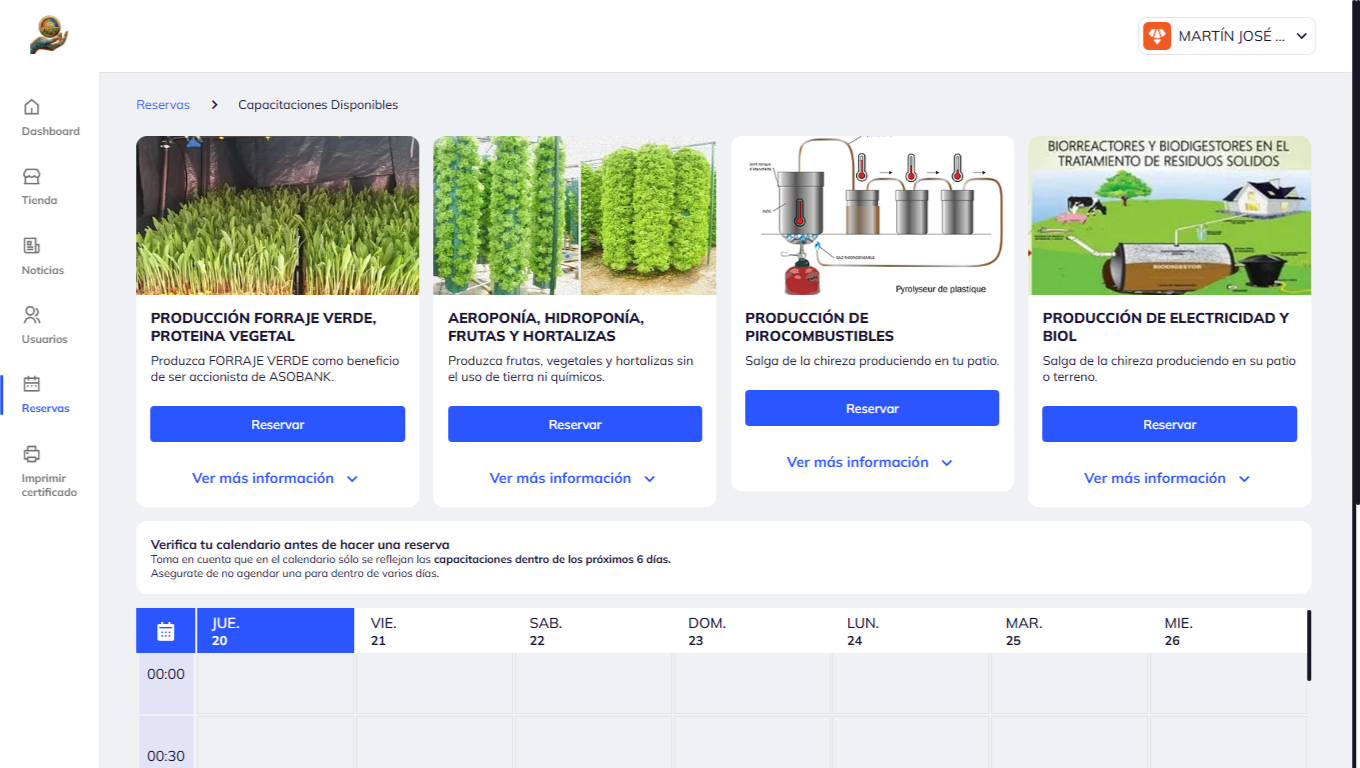 MARTÍN JOSÉ ...
Reservas
Capacitaciones Disponibles
Dashboard
Tienda
Noticias
Usuarios
Reservas
Imprimir
certificado
PRODUCCIÓN FORRAJE VERDE,
PROTEINA VEGETAL
Produzca FORRAJE VERDE como beneficio
de ser accionista de ASOBANK.
Reservar
Ver más información
AEROPONÍA, HIDROPONÍA,
FRUTAS Y HORTALIZAS
Produzca frutas, vegetales y hortalizas sin
el uso de tierra ni químicos.
Reservar
Ver más información
INOX
GAZ INCONDENSABLE
Pyrolyseur de plastique
PRODUCCIÓN DE
PIROCOMBUSTIBLES
Salga de la chireza produciendo en tu patio.
Reservar
Ver más información
BIORREACTORES Y BIODIGESTORES EN EL
TRATAMIENTO DE RESIDUOS SOLIDOS
BIODIGESTOR
PRODUCCIÓN DE ELECTRICIDAD Y
BIOL
Salga de la chireza produciendo en su patio
o terreno.
Reservar
Ver más información
Verifica tu calendario antes de hacer una reserva
Toma en cuenta que en el calendario sólo se reflejan las capacitaciones dentro de los próximos 6 días.
Asegurate de no agendar una para dentro de varios días.
JUE. VIE. SAB. DOM. LUN. MAR. MIE.
20 21 22 23 24 25 26
00:00
00:30